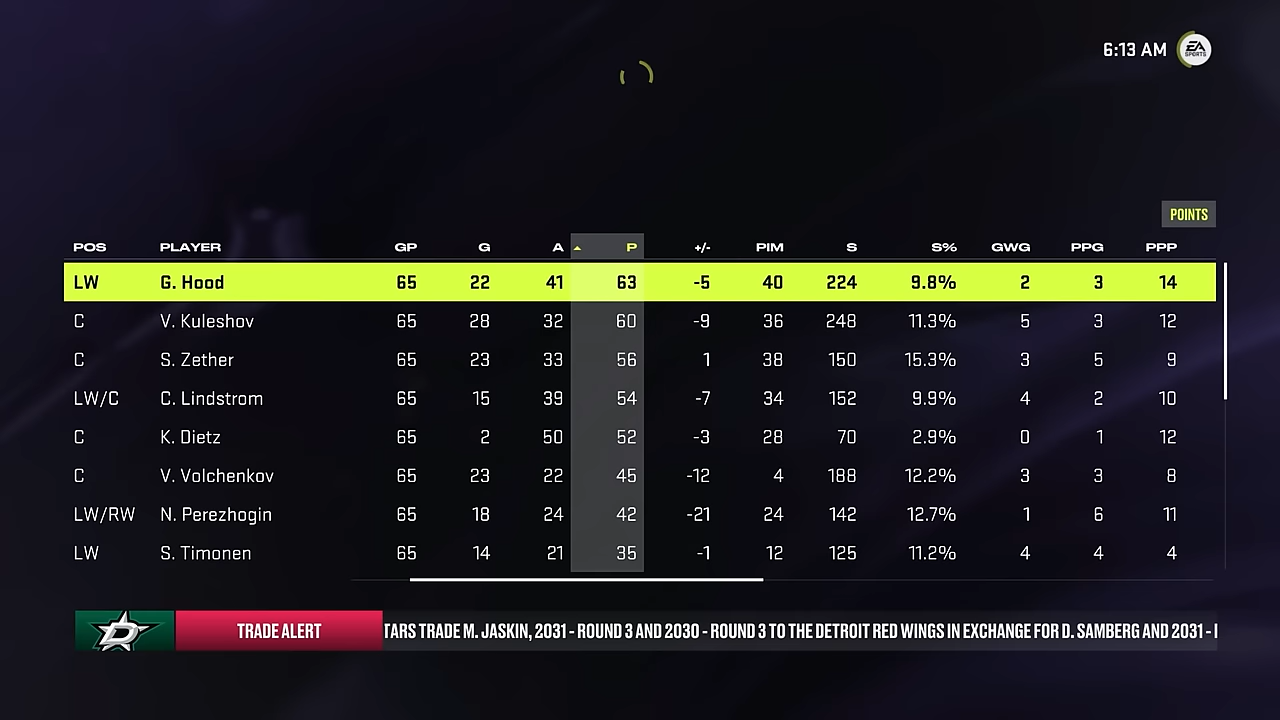 6:13 AM
EA
SPORTS
POINTS
POS PLAYER GP G A P +/- PIM S S% GWG PPG PPP
LW G. Hood 65 22 41 63 -5 40 224 9.8% 2 3 14
C V. Kuleshov 65 28 32 60 -9 36 248 11.3% 5 3 12
C S. Zether 65 23 33 56 1 38 150 15.3% 3 5 9
LW/C C. Lindstrom 65 15 39 54 -7 34 152 9.9% 4 2 10
C K. Dietz 65 2 50 52 -3 28 70 2.9% 0 1 12
C V. Volchenkov 65 23 22 45 -12 4 188 12.2% 3 3 8
LW/RW N. Perezhogin 65 18 24 42 -21 24 142 12.7% 1 6 11
LW S. Timonen 65 14 21 35 -1 12 125 11.2% 4 4 4
D TRADE ALERT TARS TRADE M. JASKIN, 2031 - ROUND 3 AND 2030 - ROUND 3 TO THE DETROIT RED WINGS IN EXCHANGE FOR D. SAMBERG AND 2031 -